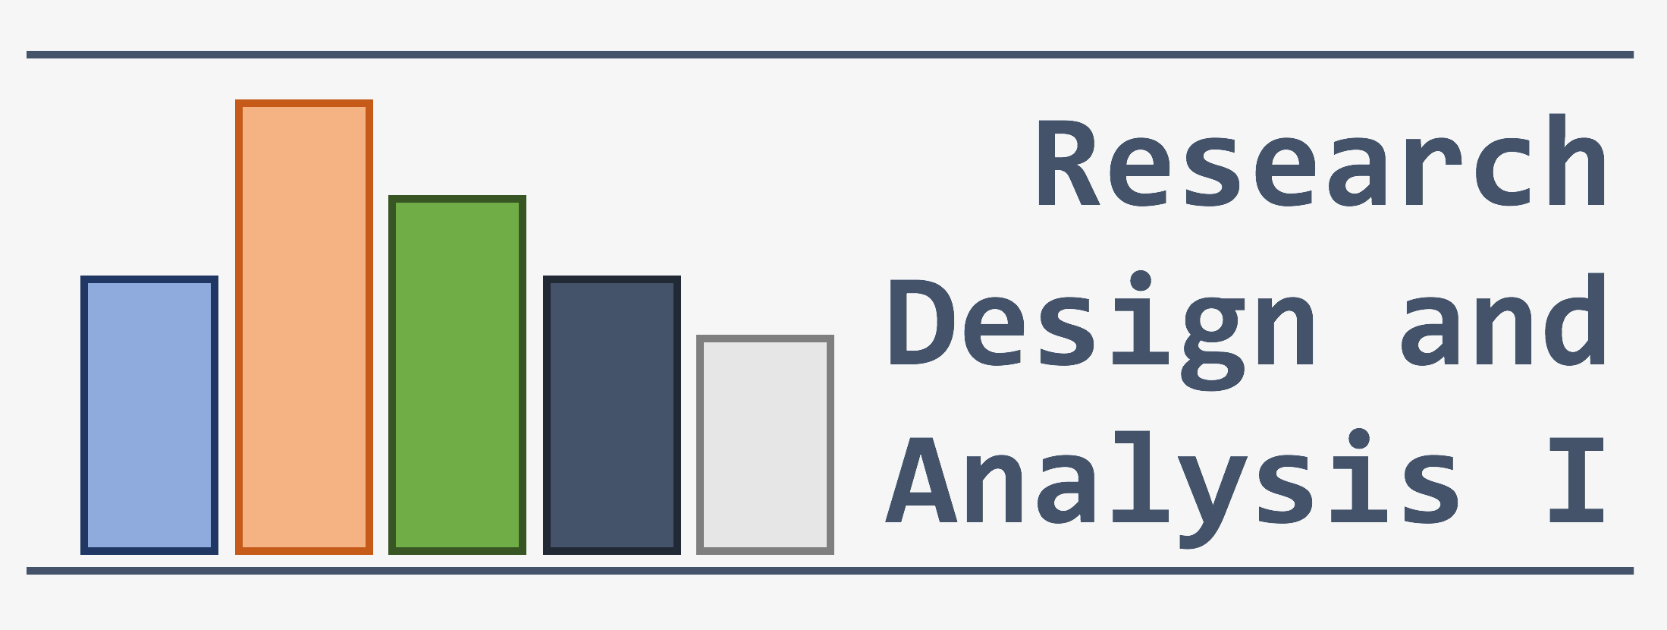 Research
Design and
Analysis I